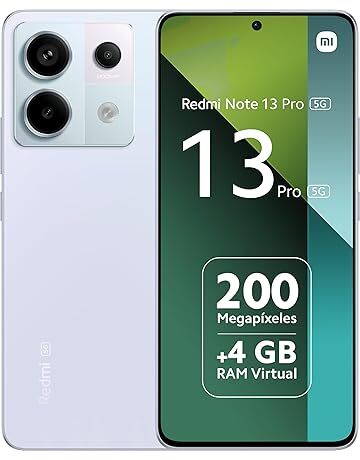 mi
Redmi Note 13 Pro 5G
13 Pro 5G
200
Megapíxeles
+4 GB
RAM Virtual
Redmi 5G